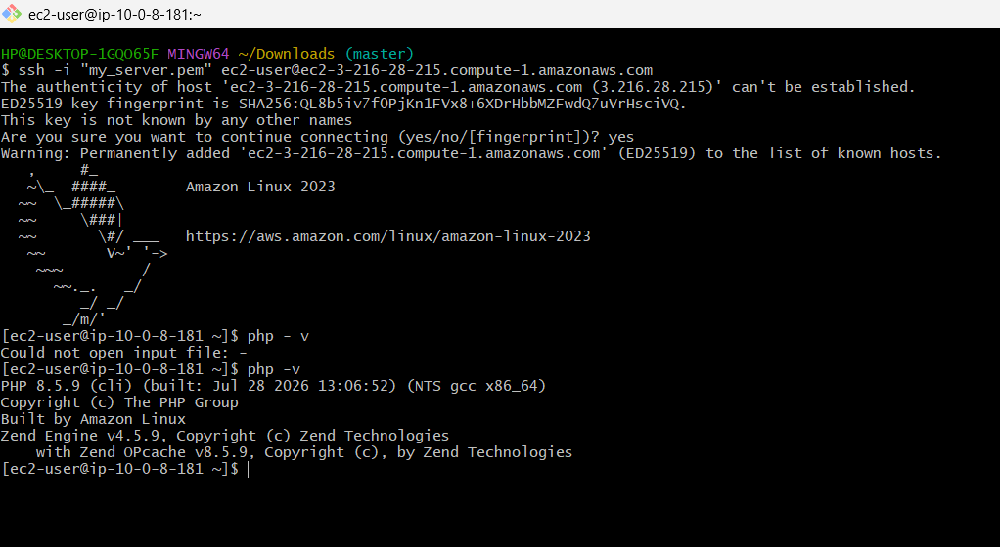 ec2-user@ip-10-0-8-181:~
HP@DESKTOP-1GQO65F MINGW64 ~/Downloads (master)
$ ssh -i "my_server.pem" ec2-user@ec2-3-216-28-215.compute-1.amazonaws.com
The authenticity of host 'ec2-3-216-28-215.compute-1.amazonaws.com (3.216.28.215)' can't be established.
ED25519 key fingerprint is SHA256:QL8b5iv7fOPjKn1FVx8+6XDrHbbMZFwdQ7uVrHsciVQ.
This key is not known by any other names
Are you sure you want to continue connecting (yes/no/[fingerprint])? yes
Warning: Permanently added 'ec2-3-216-28-215.compute-1.amazonaws.com' (ED25519) to the list of known hosts.
   ,     #_
   ~\_  ####_        Amazon Linux 2023
  ~~  \_#####\
  ~~     \###|
  ~~       \#/ ___   https://aws.amazon.com/linux/amazon-linux-2023
   ~~       V~' '->
    ~~~         /
      ~~._.   _/
         _/ _/
       _/m/'
[ec2-user@ip-10-0-8-181 ~]$ php - v
Could not open input file: -
[ec2-user@ip-10-0-8-181 ~]$ php -v
PHP 8.5.9 (cli) (built: Jul 28 2026 13:06:52) (NTS gcc x86_64)
Copyright (c) The PHP Group
Built by Amazon Linux
Zend Engine v4.5.9, Copyright (c) Zend Technologies
    with Zend OPcache v8.5.9, Copyright (c), by Zend Technologies
[ec2-user@ip-10-0-8-181 ~]$